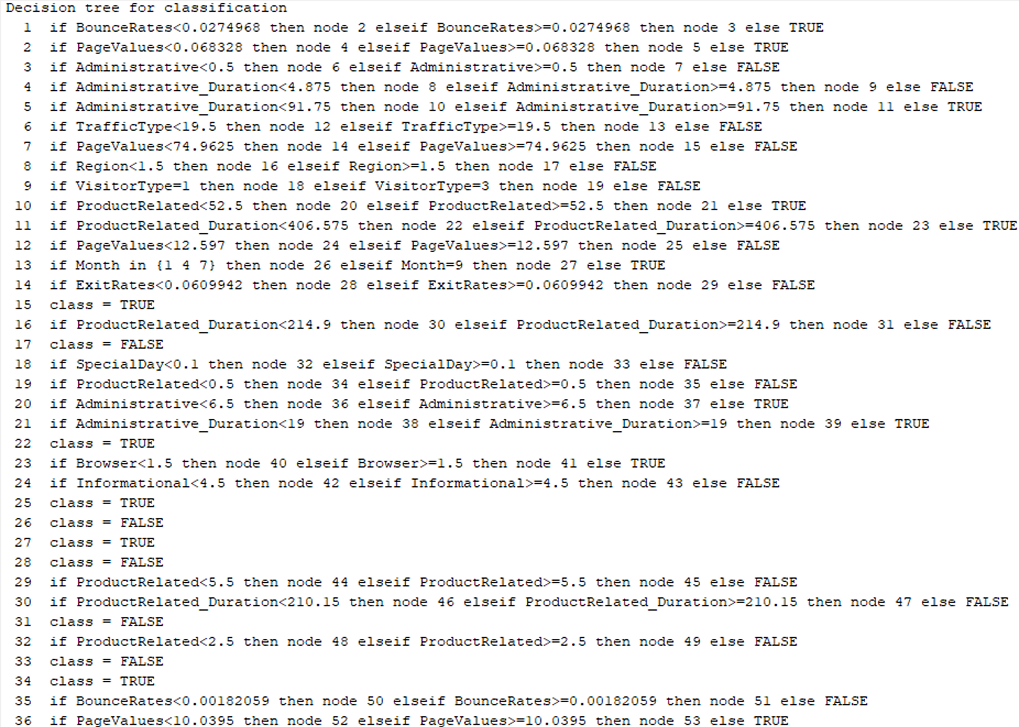 Decision tree for classification
1 if BounceRates<0.0274968 then node 2 elseif BounceRates>=0.0274968 then node 3 else TRUE
2 if PageValues<0.068328 then node 4 elseif PageValues>=0.068328 then node 5 else TRUE
3 if Administrative<0.5 then node 6 elseif Administrative>=0.5 then node 7 else FALSE
4 if Administrative_Duration<4.875 then node 8 elseif Administrative_Duration>=4.875 then node 9 else FALSE
5 if Administrative_Duration<91.75 then node 10 elseif Administrative_Duration>=91.75 then node 11 else TRUE
6 if TrafficType<19.5 then node 12 elseif TrafficType>=19.5 then node 13 else FALSE
7 if PageValues<74.9625 then node 14 elseif PageValues>=74.9625 then node 15 else FALSE
8 if Region<1.5 then node 16 elseif Region>=1.5 then node 17 else FALSE
9 if VisitorType=1 then node 18 elseif VisitorType=3 then node 19 else FALSE
10 if ProductRelated<52.5 then node 20 elseif ProductRelated>=52.5 then node 21 else TRUE
11 if ProductRelated_Duration<406.575 then node 22 elseif ProductRelated_Duration>=406.575 then node 23 else TRUE
12 if PageValues<12.597 then node 24 elseif PageValues>=12.597 then node 25 else FALSE
13 if Month in {1 4 7} then node 26 elseif Month=9 then node 27 else TRUE
14 if ExitRates<0.0609942 then node 28 elseif ExitRates>=0.0609942 then node 29 else FALSE
15 class = TRUE
16 if ProductRelated_Duration<214.9 then node 30 elseif ProductRelated_Duration>=214.9 then node 31 else FALSE
17 class = FALSE
18 if SpecialDay<0.1 then node 32 elseif SpecialDay>=0.1 then node 33 else FALSE
19 if ProductRelated<0.5 then node 34 elseif ProductRelated>=0.5 then node 35 else FALSE
20 if Administrative<6.5 then node 36 elseif Administrative>=6.5 then node 37 else TRUE
21 if Administrative_Duration<19 then node 38 elseif Administrative_Duration>=19 then node 39 else TRUE
22 class = TRUE
23 if Browser<1.5 then node 40 elseif Browser>=1.5 then node 41 else TRUE
24 if Informational<4.5 then node 42 elseif Informational>=4.5 then node 43 else FALSE
25 class = TRUE
26 class = FALSE
27 class = TRUE
28 class = FALSE
29 if ProductRelated<5.5 then node 44 elseif ProductRelated>=5.5 then node 45 else FALSE
30 if ProductRelated_Duration<210.15 then node 46 elseif ProductRelated_Duration>=210.15 then node 47 else FALSE
31 class = FALSE
32 if ProductRelated<2.5 then node 48 elseif ProductRelated>=2.5 then node 49 else FALSE
33 class = FALSE
34 class = TRUE
35 if BounceRates<0.00182059 then node 50 elseif BounceRates>=0.00182059 then node 51 else FALSE
36 if PageValues<10.0395 then node 52 elseif PageValues>=10.0395 then node 53 else TRUE